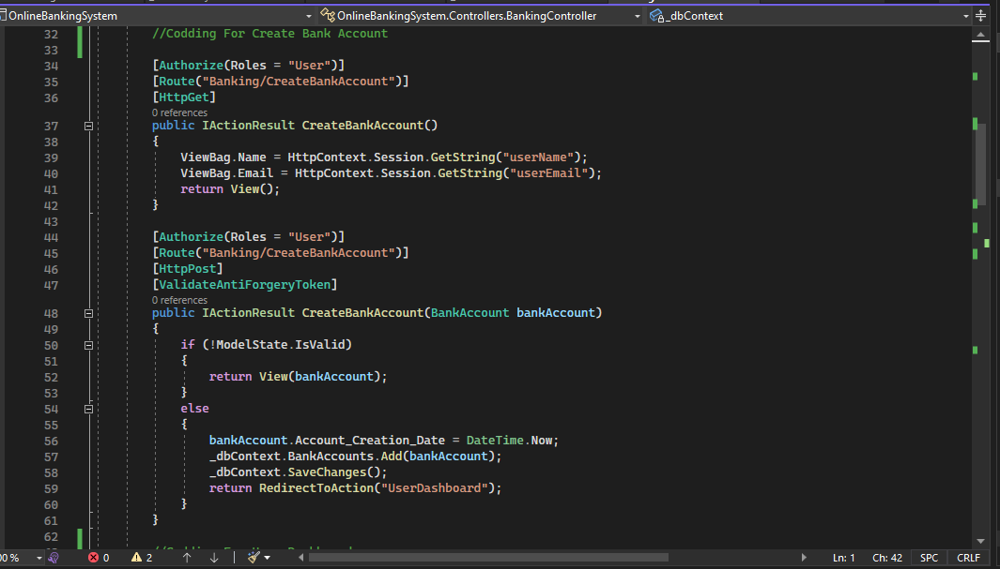 OnlineBankingSystem OnlineBankingSystem.Controllers.BankingController _dbContext
32 //Codding For Create Bank Account
33
34 [Authorize(Roles = "User")]
35 [Route("Banking/CreateBankAccount")]
36 [HttpGet]
0 references
37 public IActionResult CreateBankAccount()
38 {
39 ViewBag.Name = HttpContext.Session.GetString("userName");
40 ViewBag.Email = HttpContext.Session.GetString("userEmail");
41 return View();
42 }
43
44 [Authorize(Roles = "User")]
45 [Route("Banking/CreateBankAccount")]
46 [HttpPost]
47 [ValidateAntiForgeryToken]
0 references
48 public IActionResult CreateBankAccount(BankAccount bankAccount)
49 {
50 if (!ModelState.IsValid)
51 {
52 return View(bankAccount);
53 }
54 else
55 {
56 bankAccount.Account_Creation_Date = DateTime.Now;
57 _dbContext.BankAccounts.Add(bankAccount);
58 _dbContext.SaveChanges();
59 return RedirectToAction("UserDashboard");
60 }
61 }
62
00 % 0 2 Ln: 1 Ch: 42 SPC CRLF